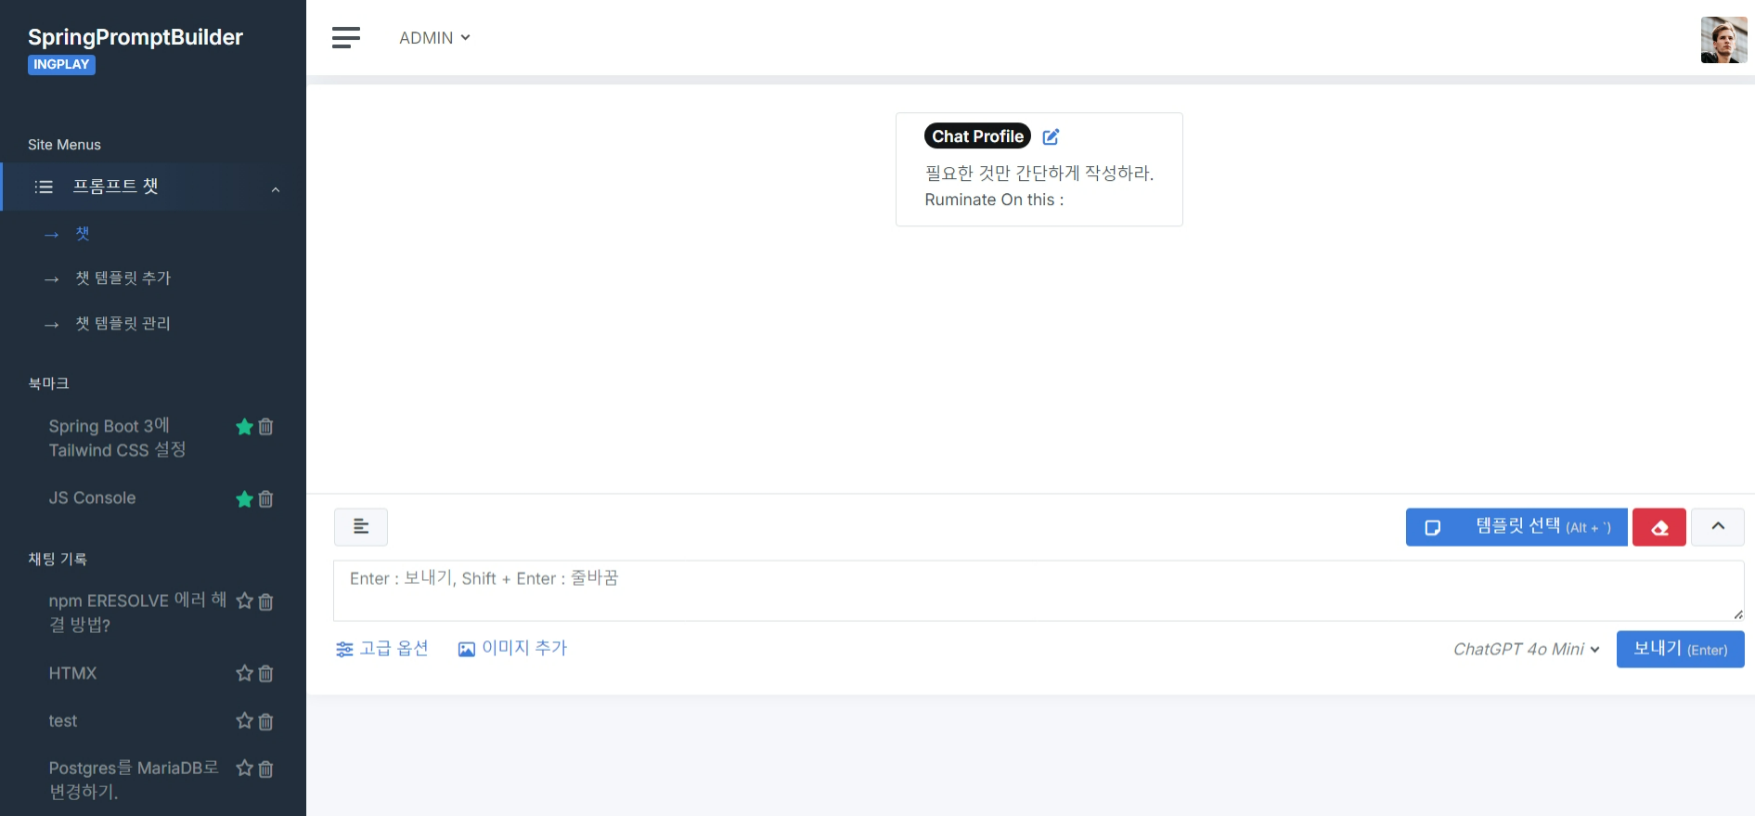 SpringPromptBuilder
INGPLAY
Site Menus
프롬프트 챗
→ 챗
→ 챗 템플릿 추가
→ 챗 템플릿 관리
북마크
Spring Boot 3에
Tailwind CSS 설정
JS Console
채팅 기록
npm ERESOLVE 에러 해
결 방법?
HTMX
test
Postgres를 MariaDB로
변경하기.
ADMIN
Chat Profile
필요한 것만 간단하게 작성하라.
Ruminate On this :
템플릿 선택 (Alt + `)
Enter : 보내기, Shift + Enter : 줄바꿈
고급 옵션 이미지 추가
ChatGPT 4o Mini 보내기 (Enter)